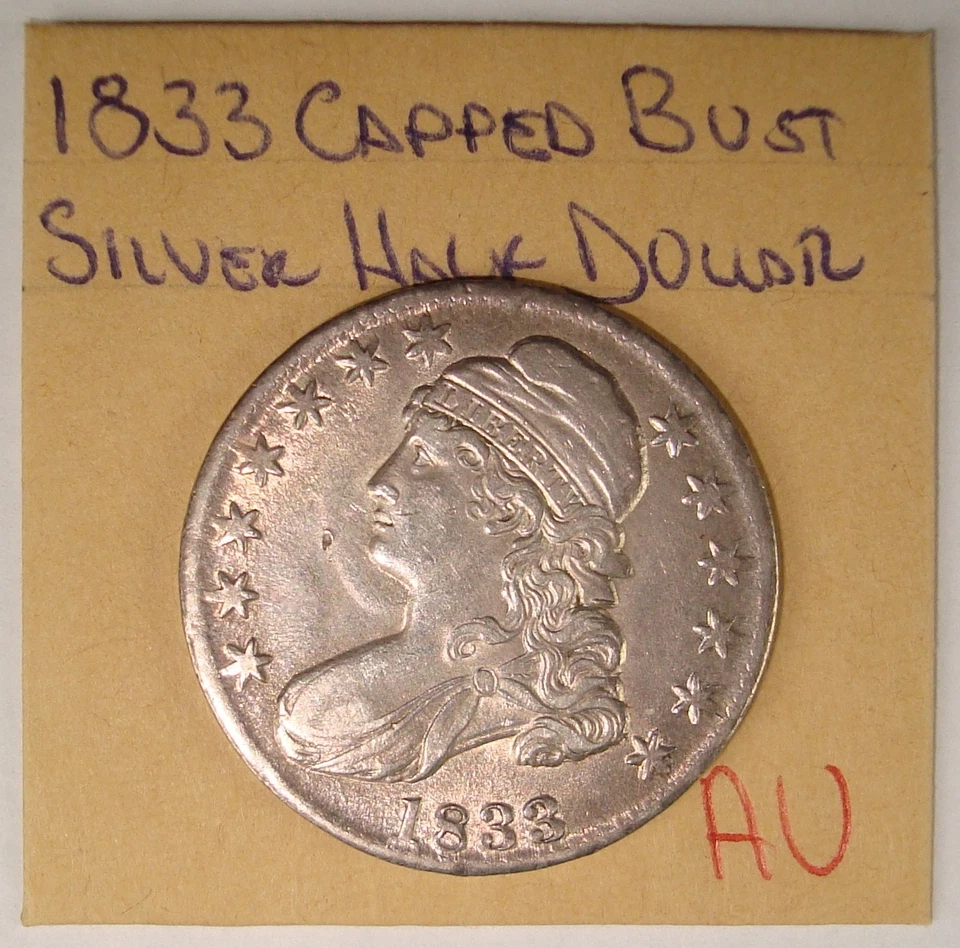 1833 CAPPED BUST
SILVER HALF DOLLAR
LIBERTY
1833
AU